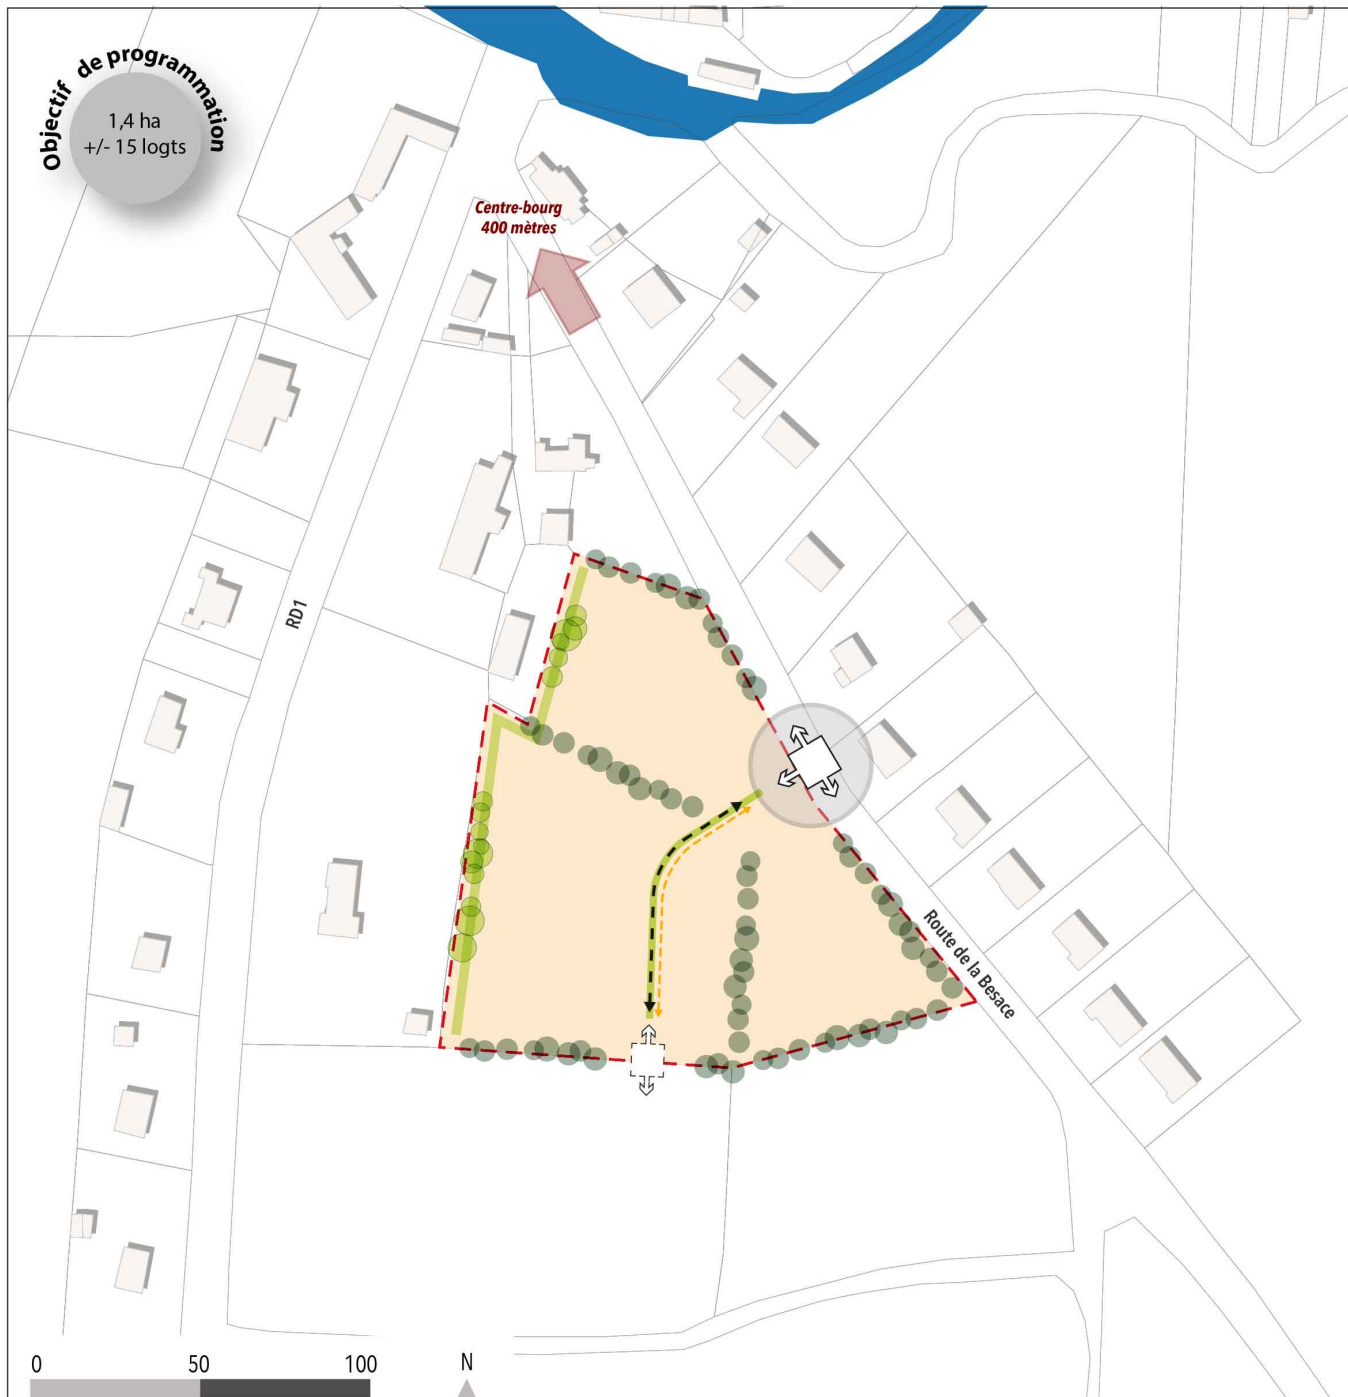 Objectif de programmation
1,4 ha
+/- 15 logts
Centre-bourg
400 mètres
RD1
Route de la Besace
0 50 100 N